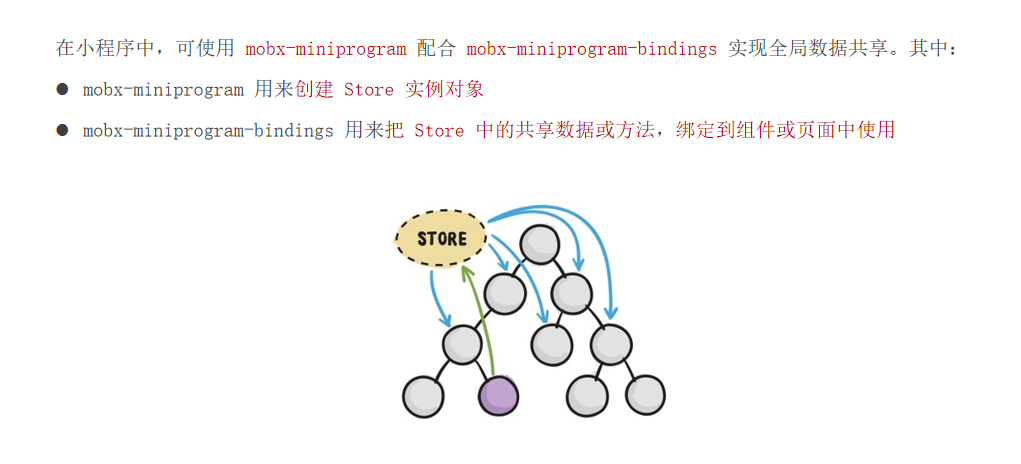 在小程序中，可使用 mobx-miniprogram 配合 mobx-miniprogram-bindings 实现全局数据共享。其中：
● mobx-miniprogram 用来创建 Store 实例对象
● mobx-miniprogram-bindings 用来把 Store 中的共享数据或方法，绑定到组件或页面中使用
STORE